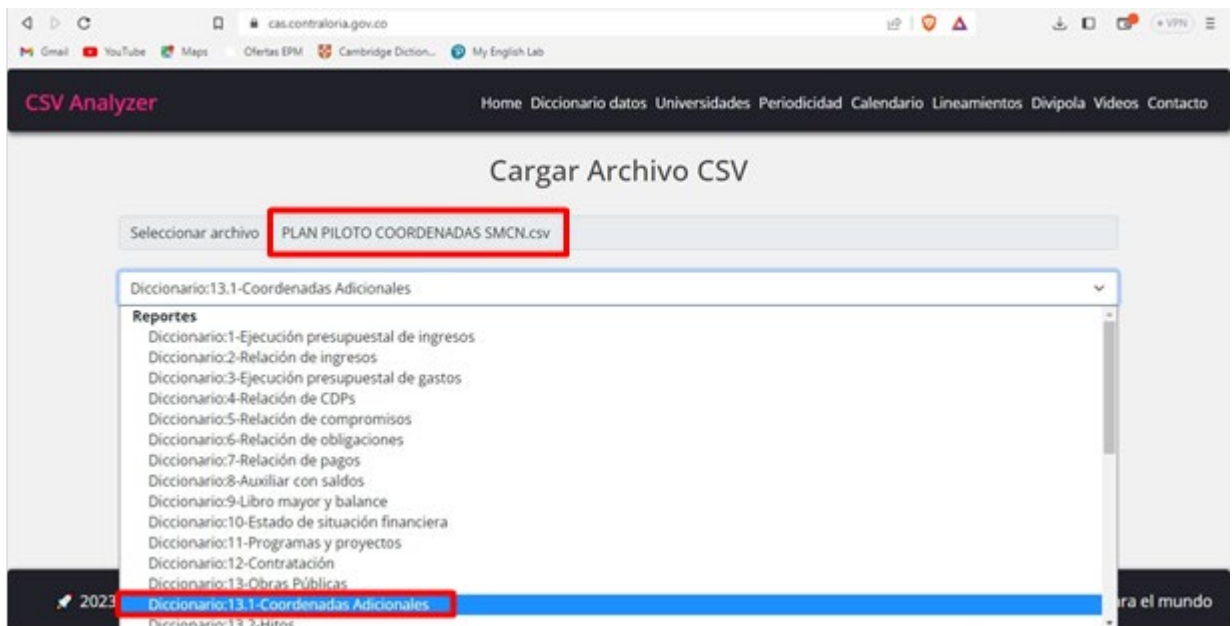 cas.contraloria.gov.co
+ VPN
Gmail YouTube Maps Ofertas EPM Cambridge Diction... My English Lab
CSV Analyzer
Home Diccionario datos Universidades Periodicidad Calendario Lineamientos Divipola Videos Contacto
Cargar Archivo CSV
Seleccionar archivo PLAN PILOTO COORDENADAS SMCN.csv
Diccionario:13.1-Coordenadas Adicionales
Reportes
Diccionario:1-Ejecución presupuestal de ingresos
Diccionario:2-Relación de ingresos
Diccionario:3-Ejecución presupuestal de gastos
Diccionario:4-Relación de CDPs
Diccionario:5-Relación de compromisos
Diccionario:6-Relación de obligaciones
Diccionario:7-Relación de pagos
Diccionario:8-Auxiliar con saldos
Diccionario:9-Libro mayor y balance
Diccionario:10-Estado de situación financiera
Diccionario:11-Programas y proyectos
Diccionario:12-Contratación
Diccionario:13-Obras Públicas
2023 Diccionario:13.1-Coordenadas Adicionales ra el mundo
Diccionario:13.2-Hitos